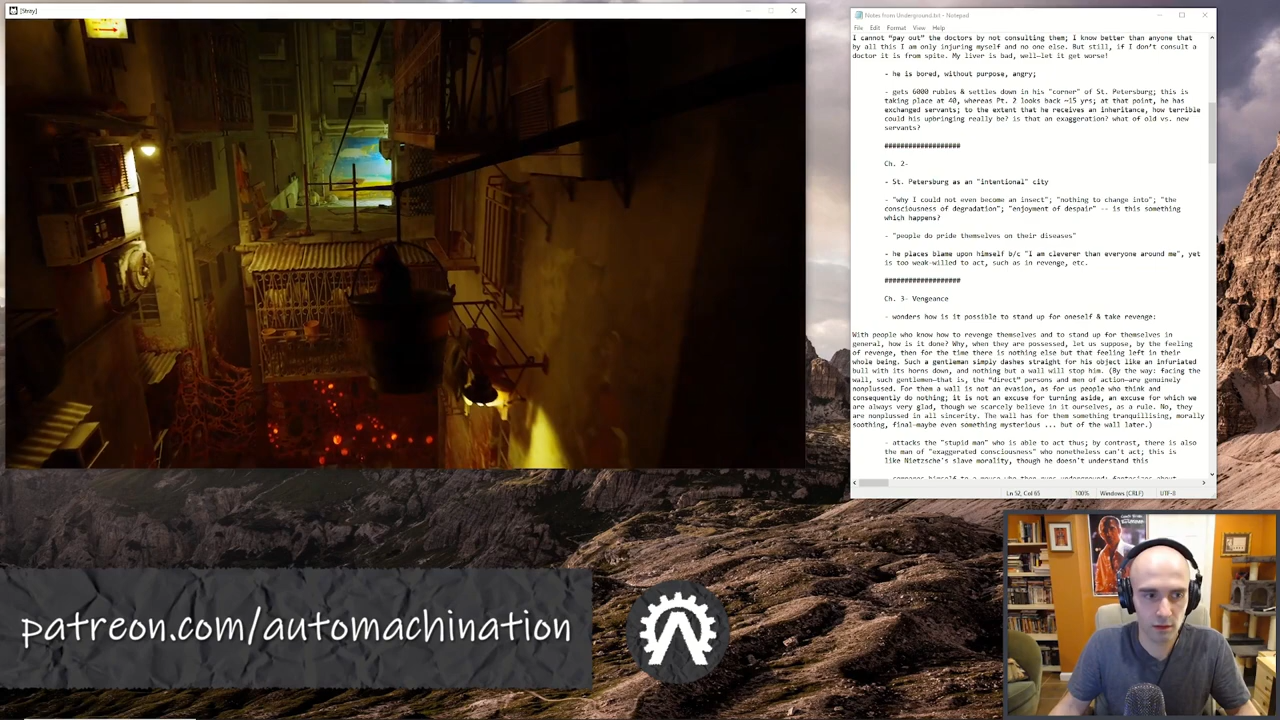 [Stray]
Notes from Underground.txt - Notepad
File Edit Format View Help
I cannot “pay out” the doctors by not consulting them; I know better than anyone that
by all this I am only injuring myself and no one else. But still, if I don’t consult a
doctor it is from spite. My liver is bad, well—let it get worse!
- he is bored, without purpose, angry;
- gets 6000 rubles & settles down in his "corner" of St. Petersburg; this is
taking place at 40, whereas Pt. 2 looks back ~15 yrs; at that point, he has
exchanged servants; to the extent that he receives an inheritance, how terrible
could his upbringing really be? is that an exaggeration? what of old vs. new
servants?
###################
Ch. 2-
- St. Petersburg as an "intentional" city
- "why I could not even become an insect"; "nothing to change into"; "the
consciousness of degradation"; "enjoyment of despair" -- is this something
which happens?
- "people do pride themselves on their diseases"
- he places blame upon himself b/c "I am cleverer than everyone around me", yet
is too weak-willed to act, such as in revenge, etc.
###################
Ch. 3- Vengeance
- wonders how is it possible to stand up for oneself & take revenge:
With people who know how to revenge themselves and to stand up for themselves in
general, how is it done? Why, when they are possessed, let us suppose, by the feeling
of revenge, then for the time there is nothing else but that feeling left in their
whole being. Such a gentleman simply dashes straight for his object like an infuriated
bull with its horns down, and nothing but a wall will stop him. (By the way: facing the
wall, such gentlemen—that is, the “direct” persons and men of action—are genuinely
nonplussed. For them a wall is not an evasion, as for us people who think and
consequently do nothing; it is not an excuse for turning aside, an excuse for which we
are always very glad, though we scarcely believe in it ourselves, as a rule. No, they
are nonplussed in all sincerity. The wall has for them something tranquillising, morally
soothing, final—maybe even something mysterious ... but of the wall later.)
- attacks the "stupid man" who is able to act thus; by contrast, there is also
the man of "exaggerated consciousness" who nonetheless can't act; this is
like Nietzsche's slave morality, though he doesn't understand this
Ln 52, Col 65 100% Windows (CRLF) UTF-8
patreon.com/automachination